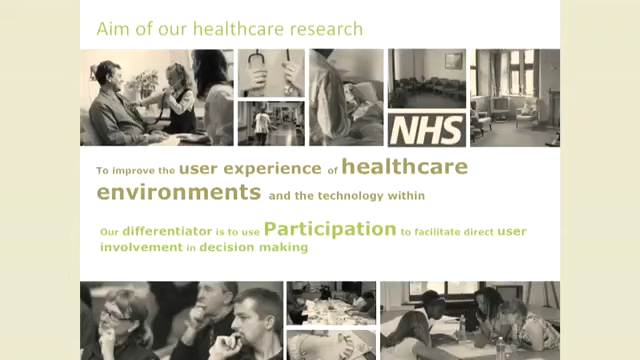 Aim of our healthcare research
NHS
To improve the user experience of healthcare
environments and the technology within
Our differentiator is to use Participation to facilitate direct user
involvement in decision making